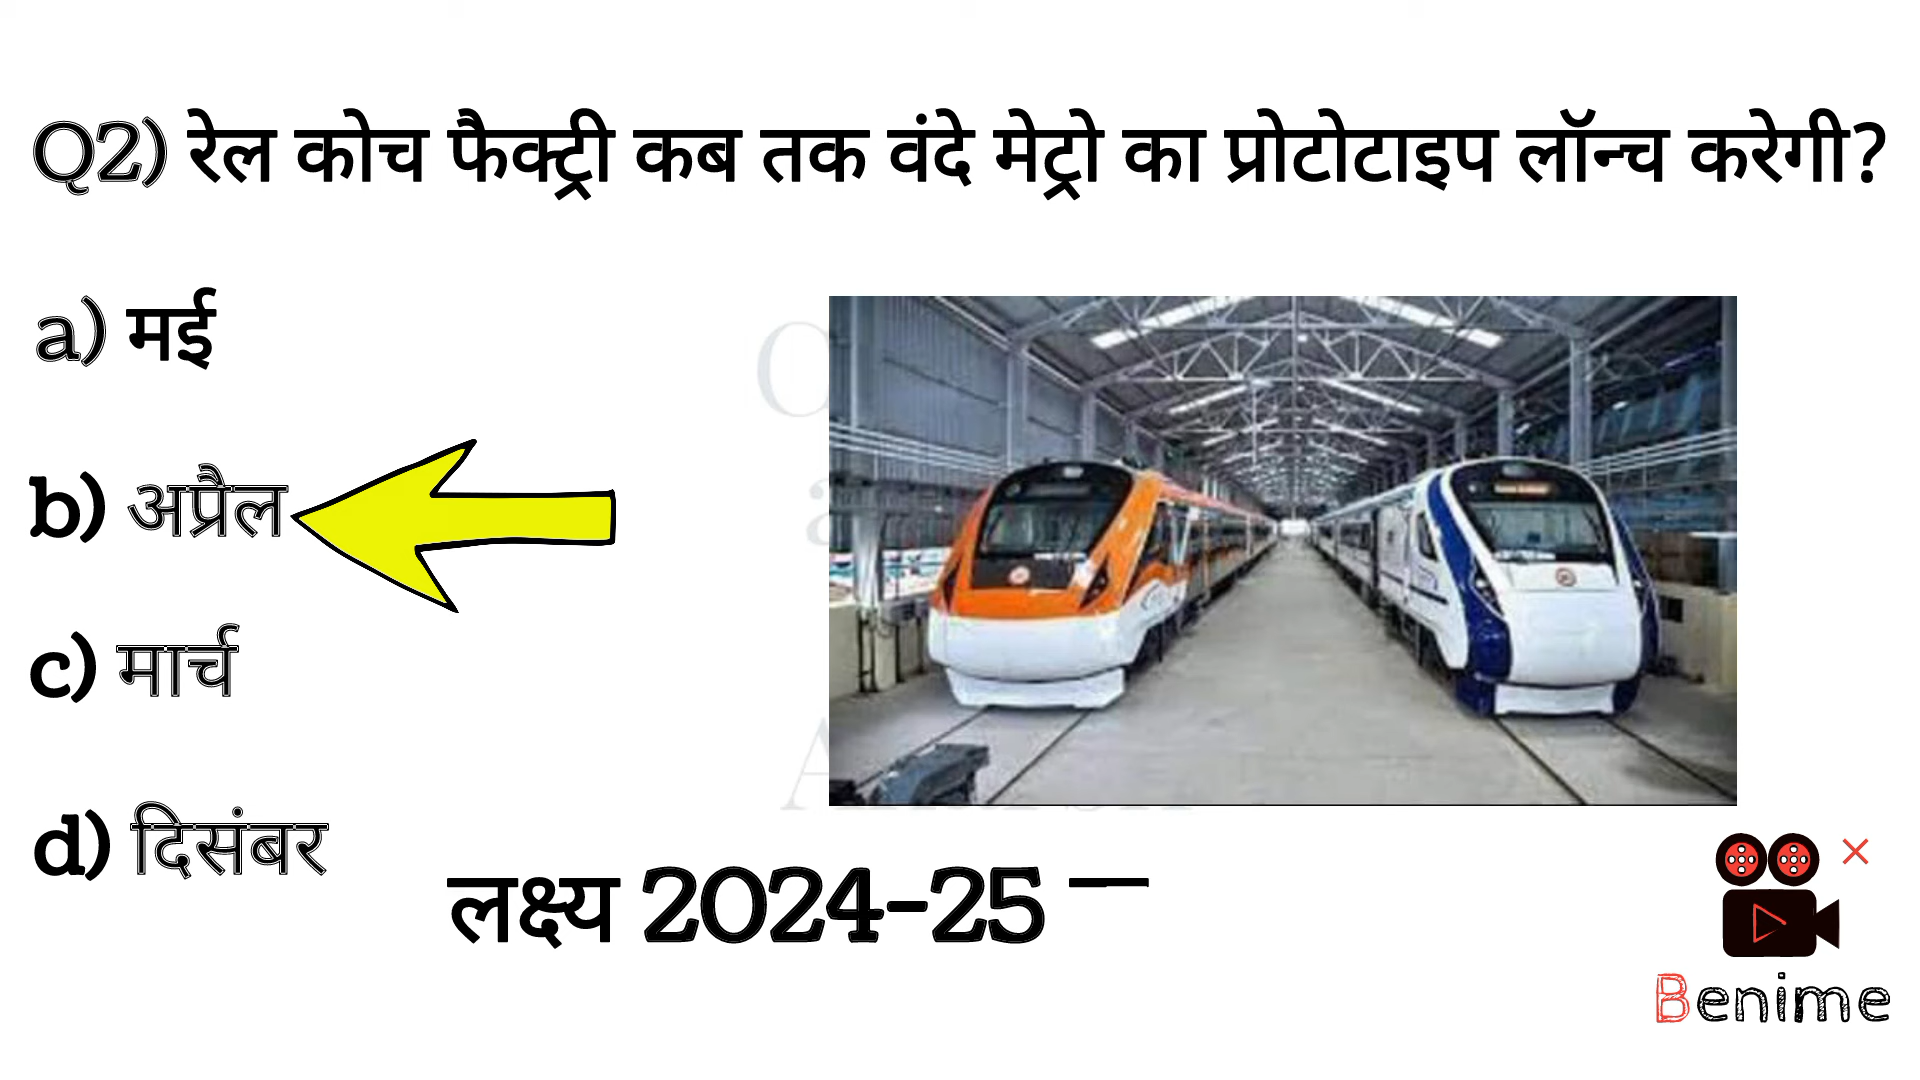 Q2) रेल कोच फैक्ट्री कब तक वंदे मेट्रो का प्रोटोटाइप लॉन्च करेगी?
a) मई
b) अप्रैल
c) मार्च
d) दिसंबर
लक्ष्य 2024-25
Benime